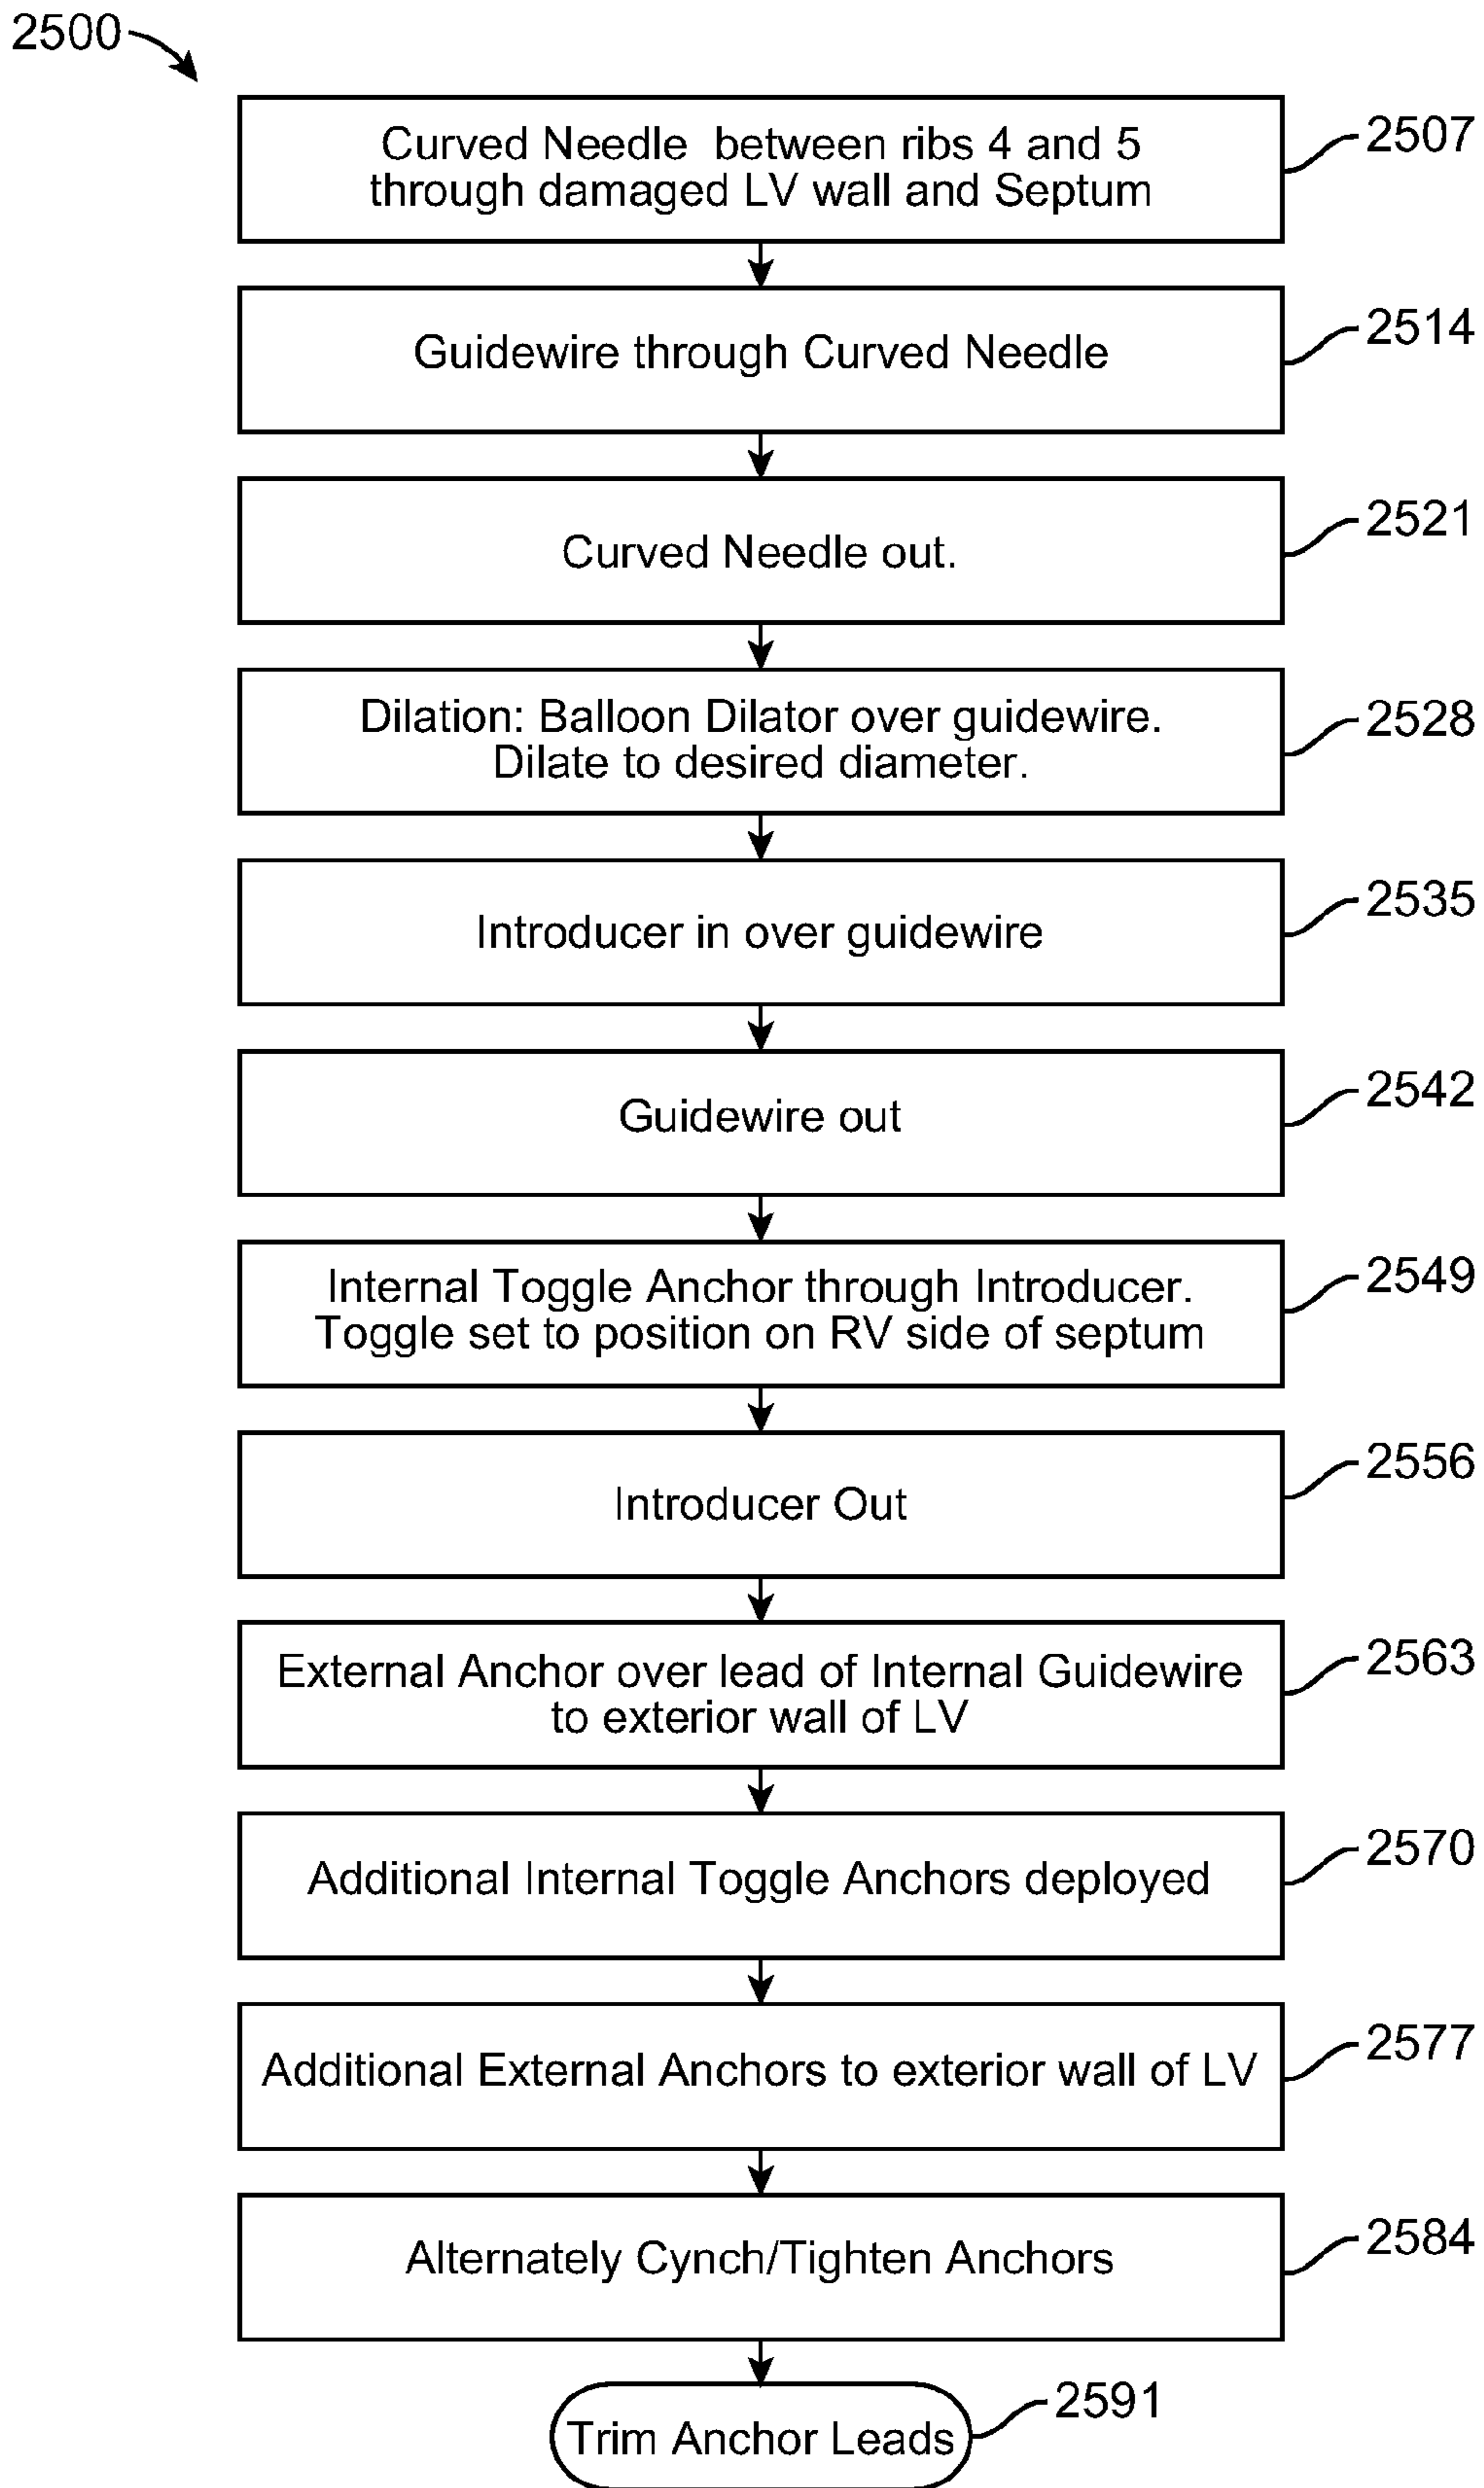 2500
Curved Needle between ribs 4 and 5
through damaged LV wall and Septum
2507
Guidewire through Curved Needle
2514
Curved Needle out.
2521
Dilation: Balloon Dilator over guidewire.
Dilate to desired diameter.
2528
Introducer in over guidewire
2535
Guidewire out
2542
Internal Toggle Anchor through Introducer.
Toggle set to position on RV side of septum
2549
Introducer Out
2556
External Anchor over lead of Internal Guidewire
to exterior wall of LV
2563
Additional Internal Toggle Anchors deployed
2570
Additional External Anchors to exterior wall of LV
2577
Alternately Cynch/Tighten Anchors
2584
Trim Anchor Leads
2591